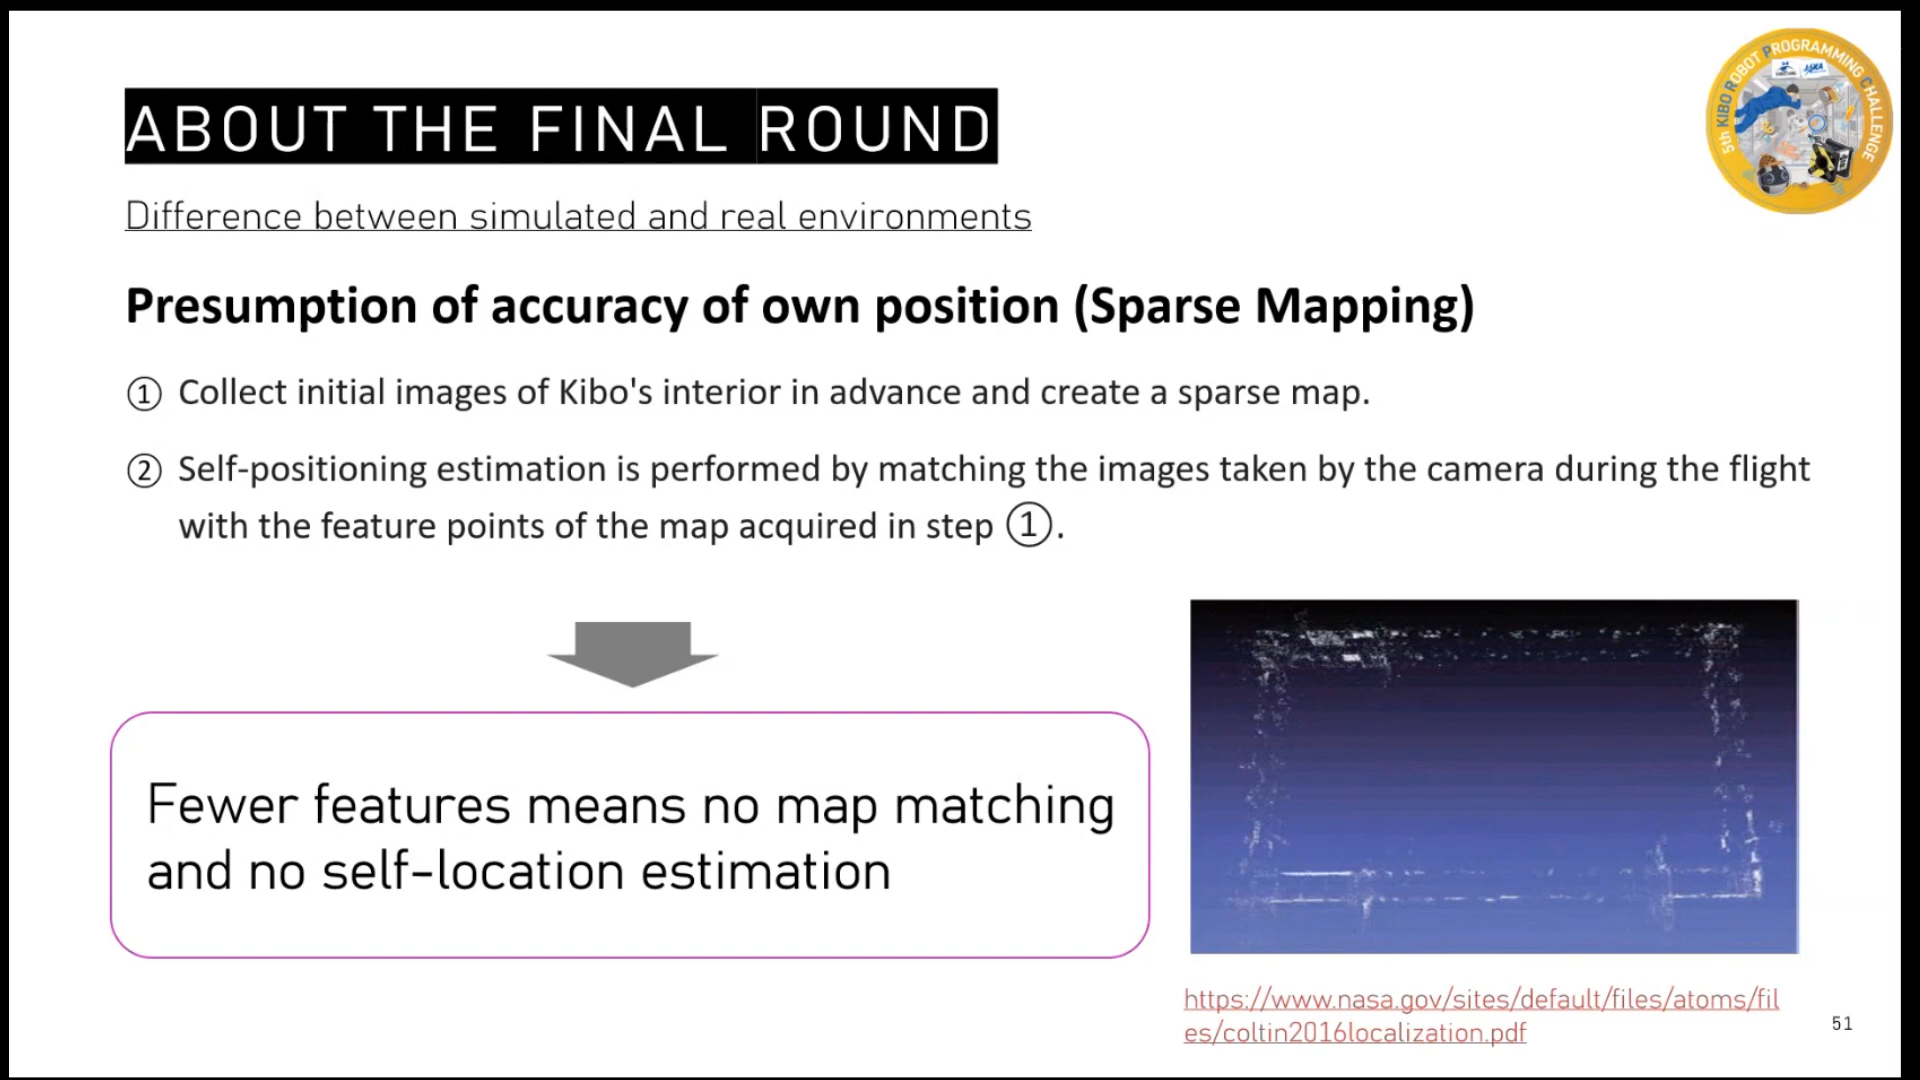 5th KIBO ROBOT PROGRAMMING CHALLENGE
ABOUT THE FINAL ROUND
Difference between simulated and real environments
Presumption of accuracy of own position (Sparse Mapping)
① Collect initial images of Kibo's interior in advance and create a sparse map.
② Self-positioning estimation is performed by matching the images taken by the camera during the flight
with the feature points of the map acquired in step ①.
Fewer features means no map matching
and no self-location estimation
https://www.nasa.gov/sites/default/files/atoms/fil
es/coltin2016localization.pdf
51